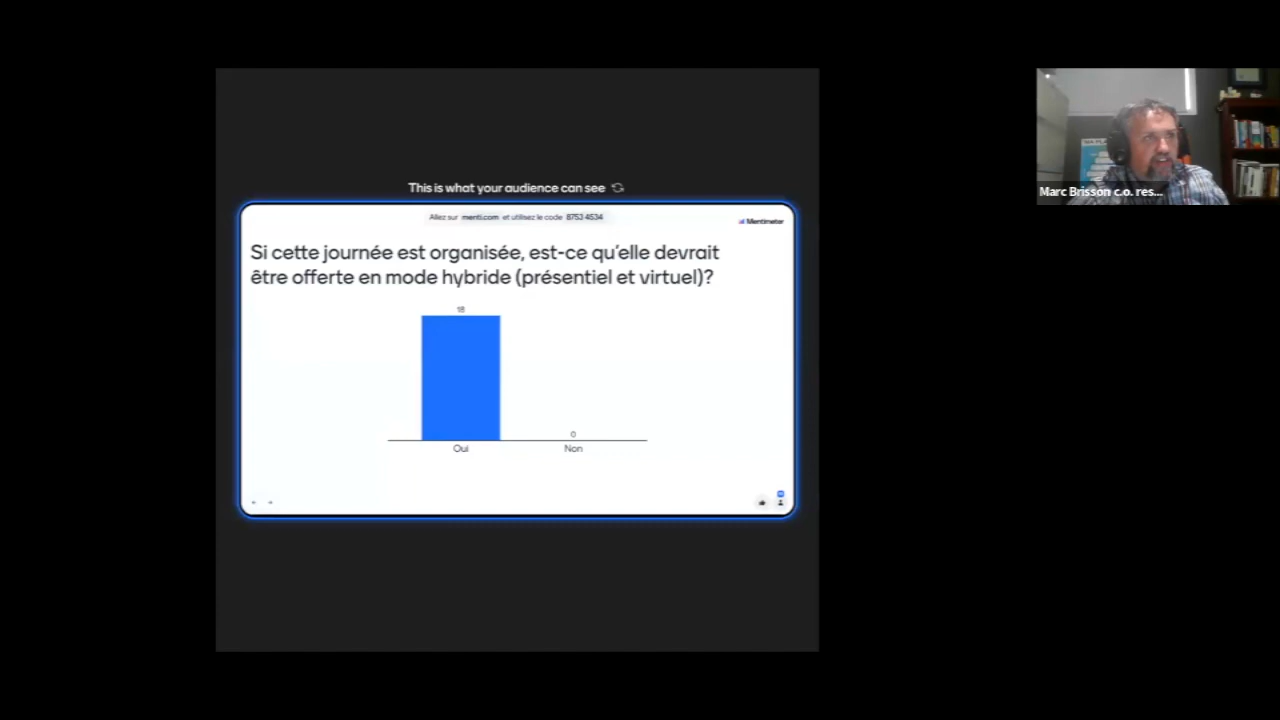 This is what your audience can see
Allez sur menti.com et utilisez le code 8753 4534
Mentimeter
Si cette journée est organisée, est-ce qu'elle devrait
être offerte en mode hybride (présentiel et virtuel)?
18
0
Oui
Non
Marc Brisson c.o. res...